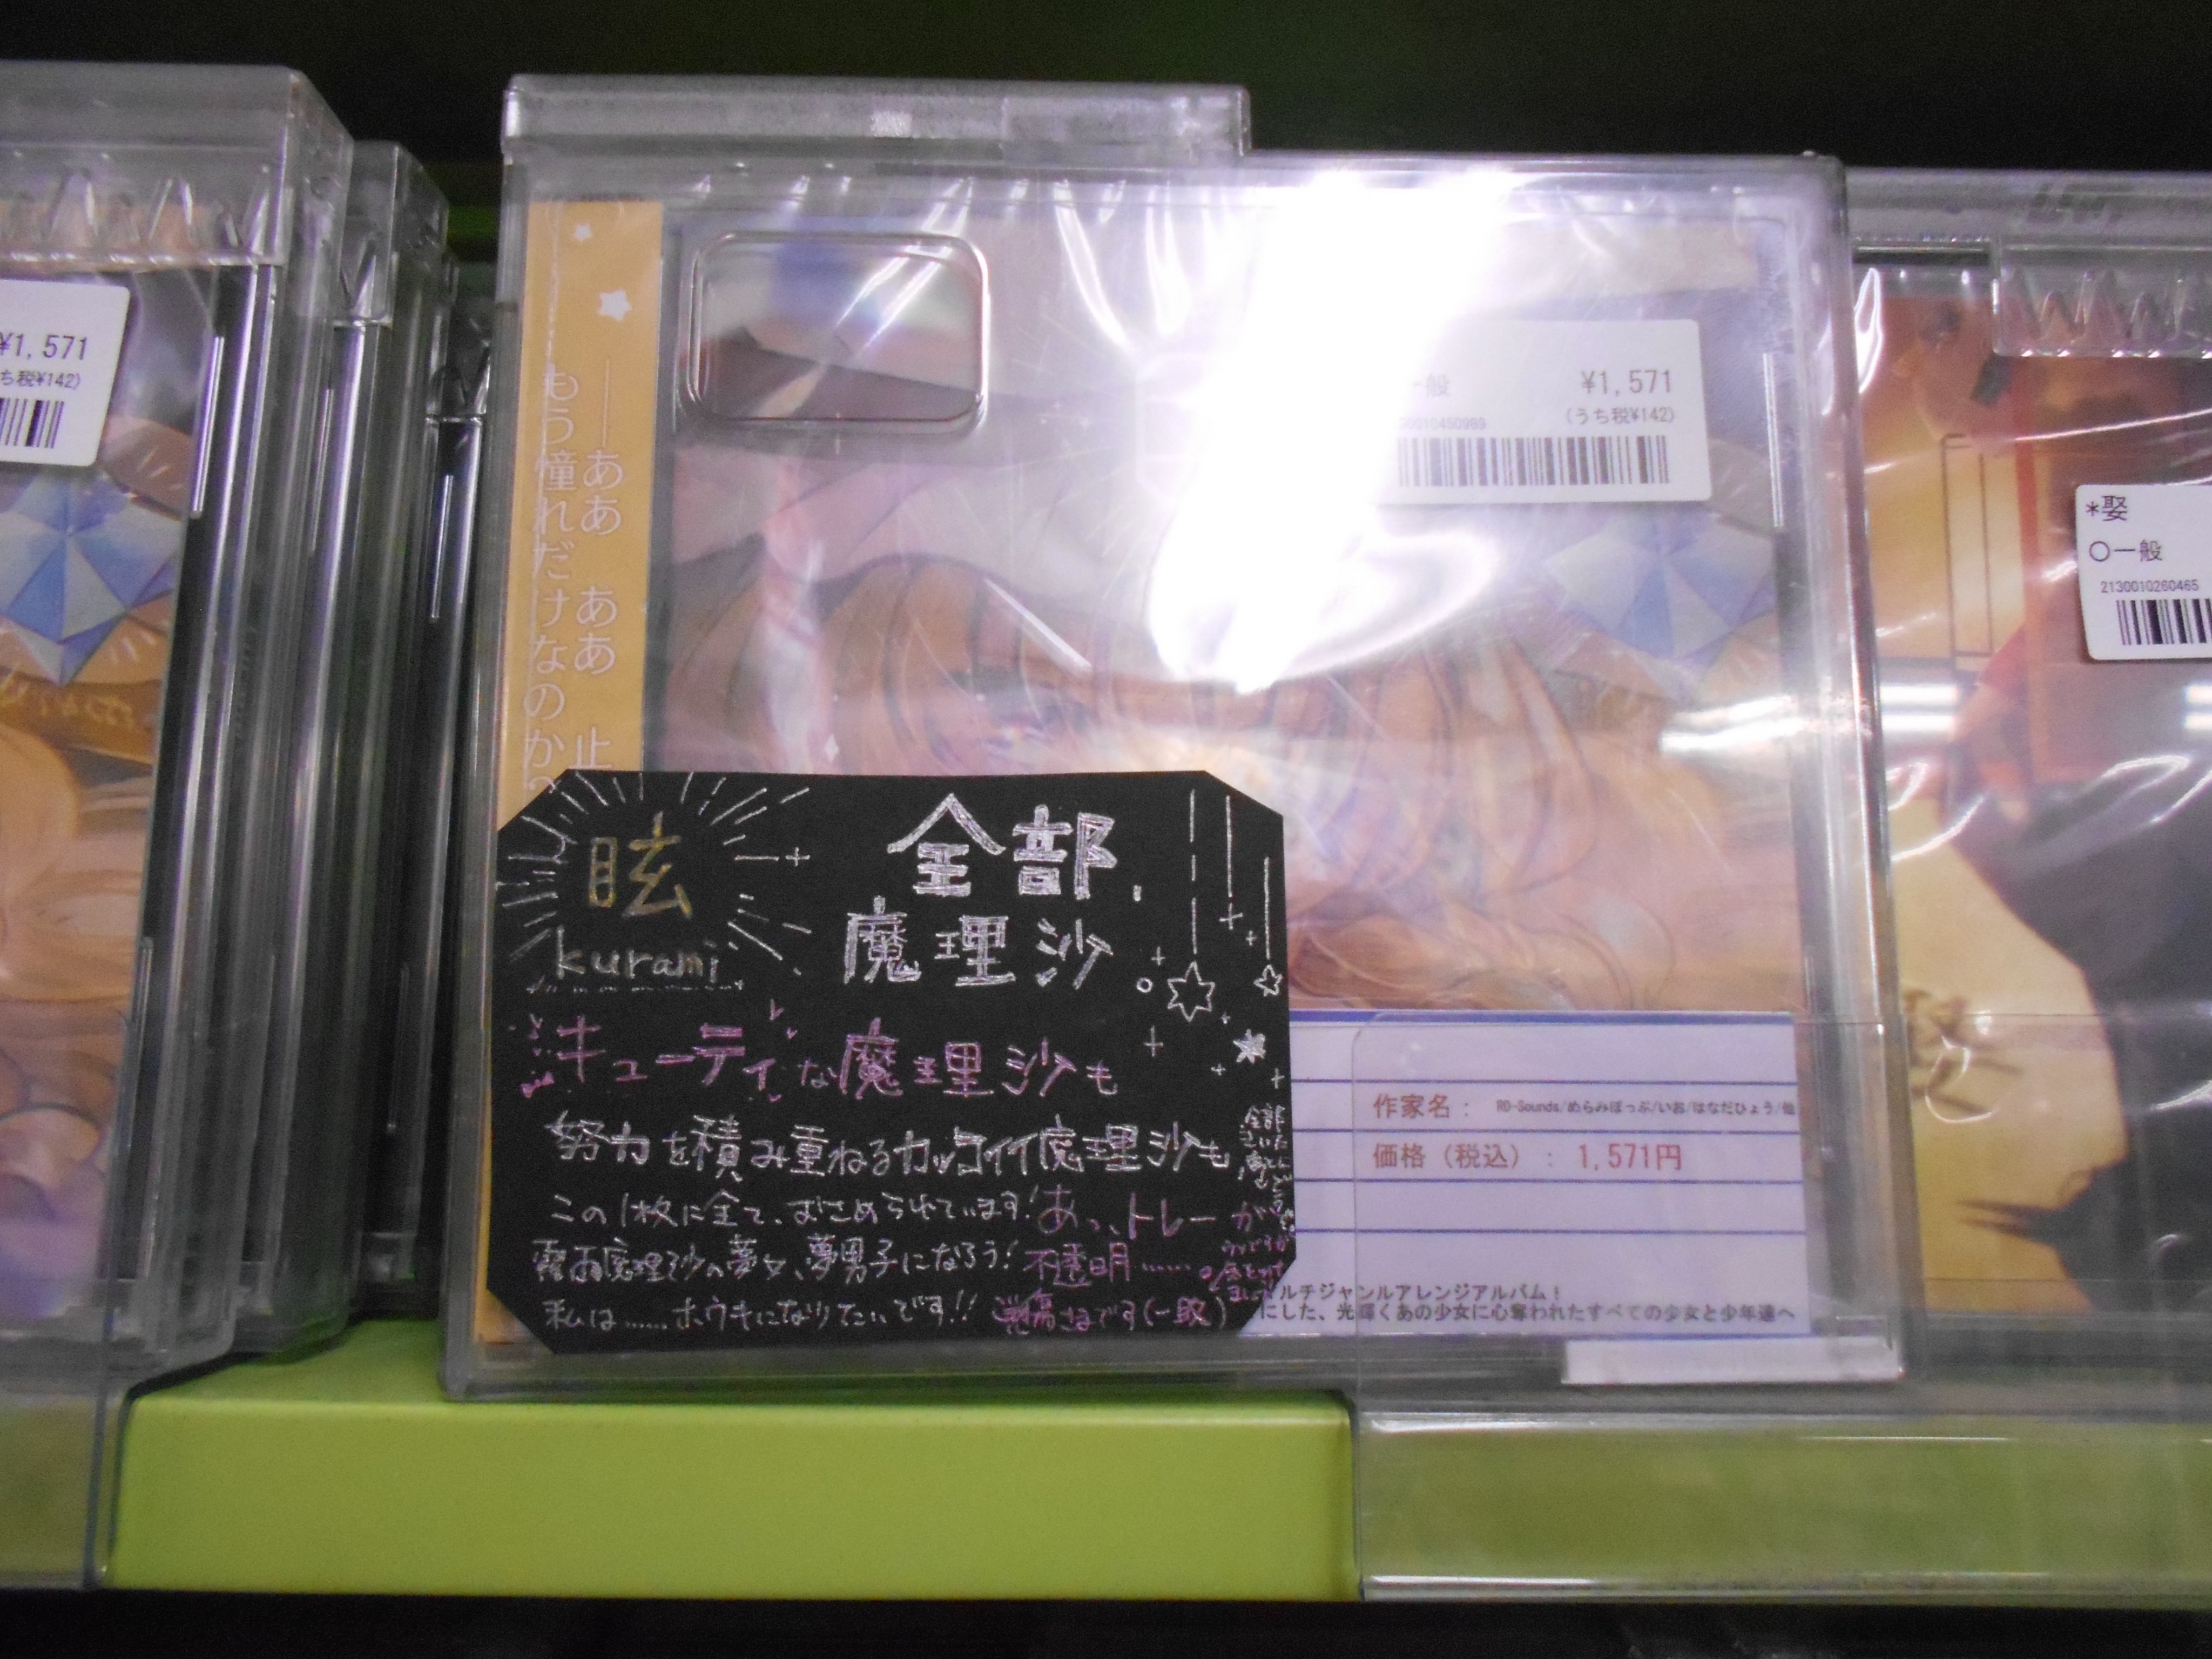 ¥1,571
ち税¥142)
――ああ ああ 止
もう憧れだけなのか
一般 ¥1,571
(うち税¥142)
*娶
○一般
2130010260465
眩
kurami
全部、
魔理沙
キューティな魔理沙も
努力を積み重ねるカッコイイ魔理沙も
この1枚に全て、おさめられています!
霧雨魔理沙の夢女、夢男子になろう!
私は……ホウキになりたいです!!
あっ、トレーが
不透明……
作家名: RD-Sounds/めらみぽっぷ/いお/はなだひょう/他
価格(税込): 1,571円
ルチジャンルアレンジアルバム!
にした、光輝くあの少女に心奪われたすべての少女と少年達へ